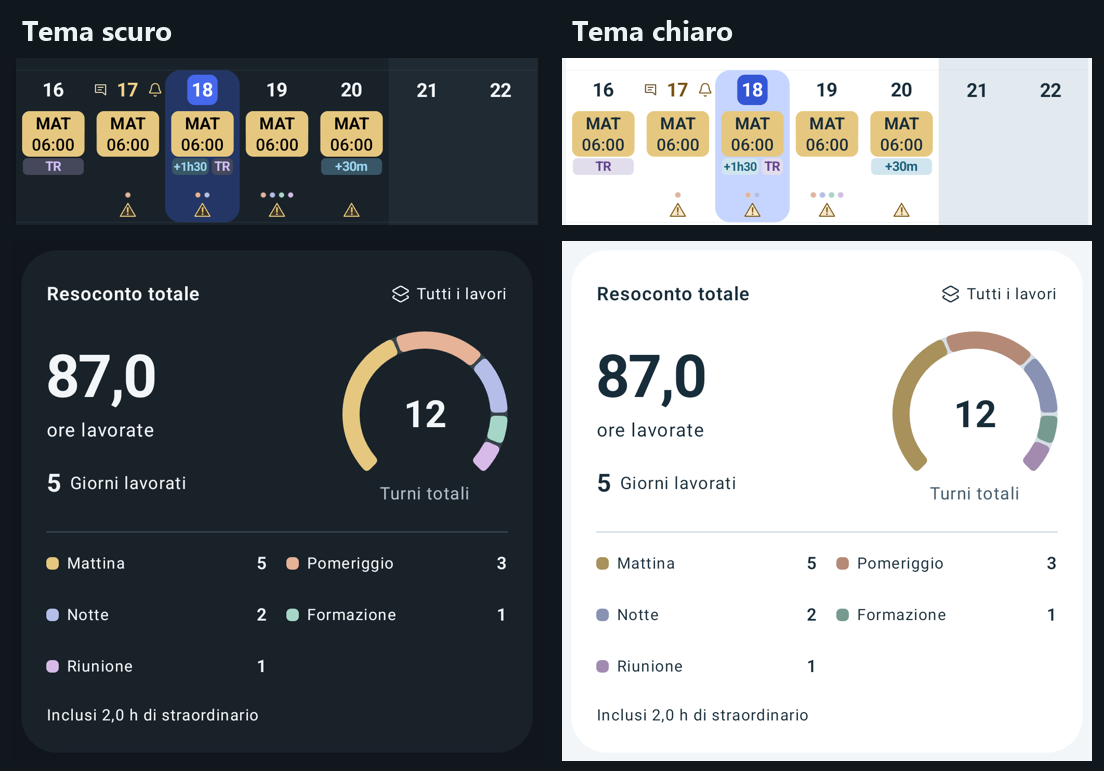 Tema scuro
16 17 18 19 20 21 22
MAT MAT MAT MAT MAT
06:00 06:00 06:00 06:00 06:00
TR +1h30 TR +30m
Resoconto totale Tutti i lavori
87,0
ore lavorate
5 Giorni lavorati
12
Turni totali
Mattina 5 Pomeriggio 3
Notte 2 Formazione 1
Riunione 1
Inclusi 2,0 h di straordinario
Tema chiaro
16 17 18 19 20 21 22
MAT MAT MAT MAT MAT
06:00 06:00 06:00 06:00 06:00
TR +1h30 TR +30m
Resoconto totale Tutti i lavori
87,0
ore lavorate
5 Giorni lavorati
12
Turni totali
Mattina 5 Pomeriggio 3
Notte 2 Formazione 1
Riunione 1
Inclusi 2,0 h di straordinario